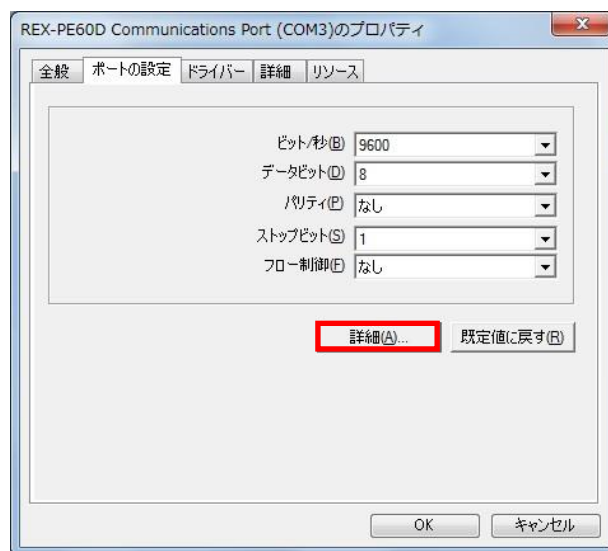 REX-PE60D Communications Port (COM3)のプロパティ
全般 ポートの設定 ドライバー 詳細 リソース
ビット/秒(B) 9600
データビット(D) 8
パリティ(P) なし
ストップビット(S) 1
フロー制御(F) なし
詳細(A)... 既定値に戻す(R)
OK キャンセル